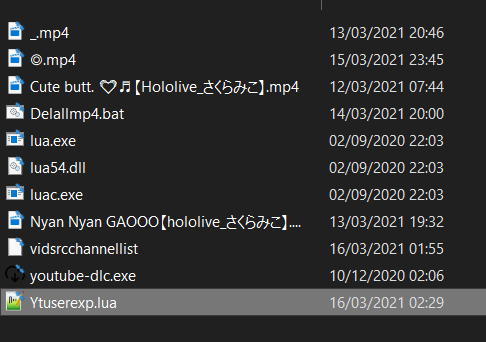 _.mp4 13/03/2021 20:46
◎.mp4 15/03/2021 23:45
Cute butt. ♡♬【Hololive_さくらみこ】.mp4 12/03/2021 07:44
Delallmp4.bat 14/03/2021 20:00
lua.exe 02/09/2020 22:03
lua54.dll 02/09/2020 22:03
luac.exe 02/09/2020 22:03
Nyan Nyan GAOOO【hololive_さくらみこ】.... 13/03/2021 19:32
vidsrcchannellist 16/03/2021 01:55
youtube-dlc.exe 10/12/2020 02:06
Ytuserexp.lua 16/03/2021 02:29